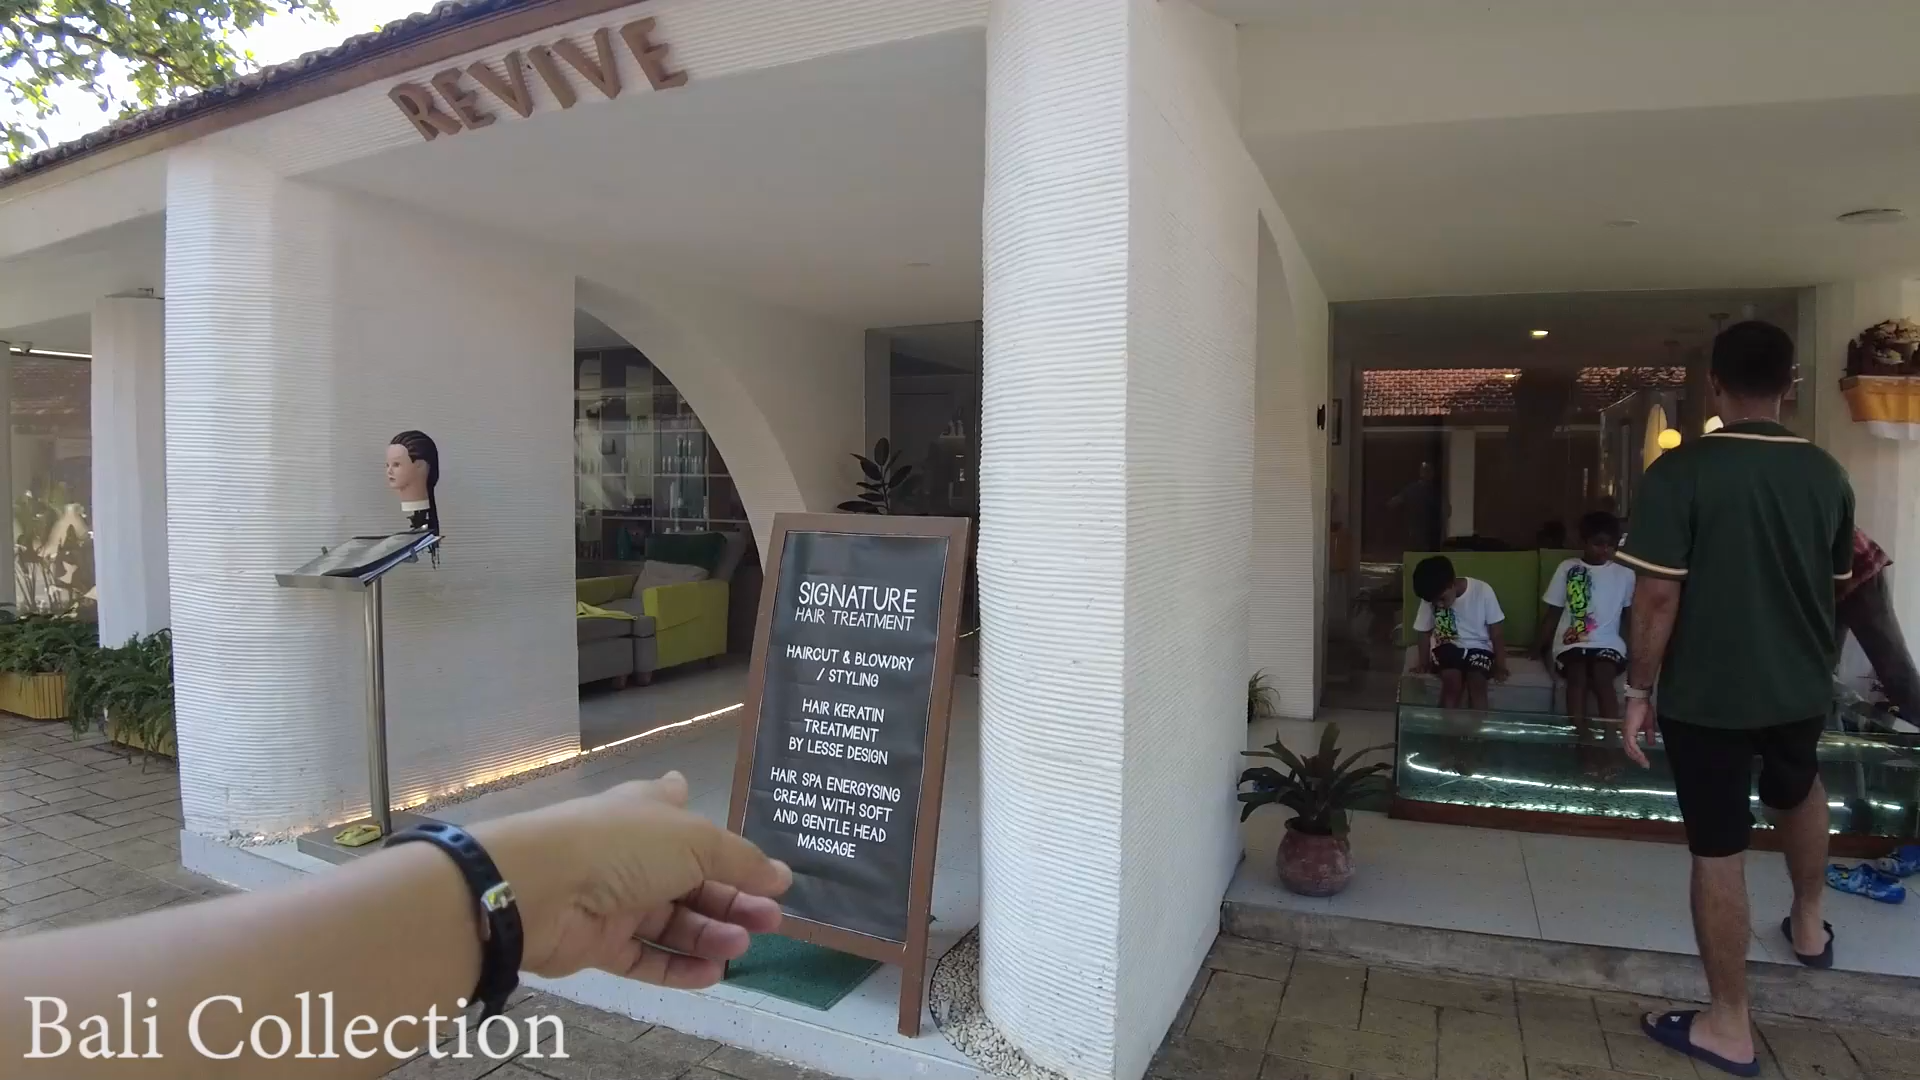 REVIVE
SIGNATURE
HAIR TREATMENT
HAIRCUT & BLOWDRY
/ STYLING
HAIR KERATIN
TREATMENT
BY LESSE DESIGN
HAIR SPA ENERGYSING
CREAM WITH SOFT
AND GENTLE HEAD
MASSAGE
Bali Collection